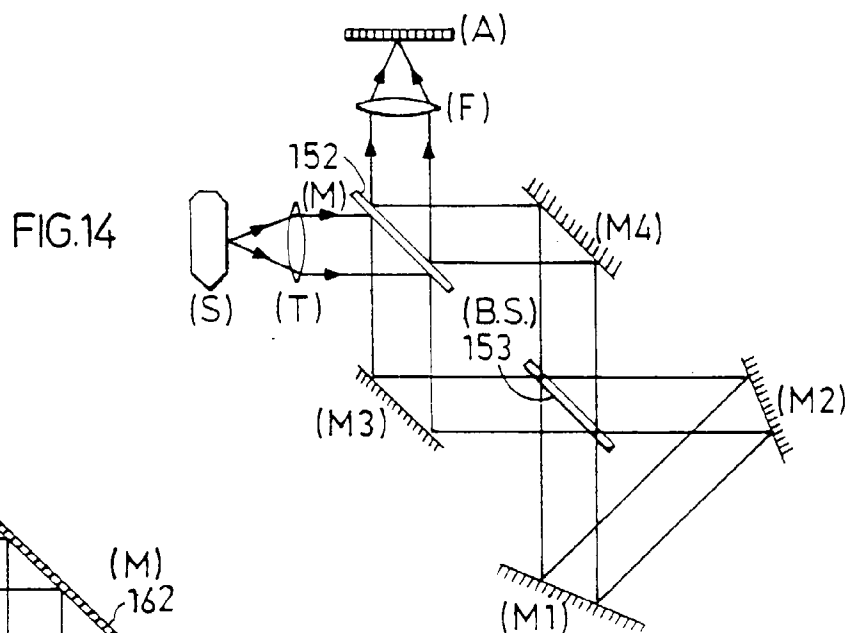 (A)
(F)
152
(M)
FIG.14
(M4)
(S)
(T)
(B.S.)
153
(M3)
(M2)
(M)
162
(M1)